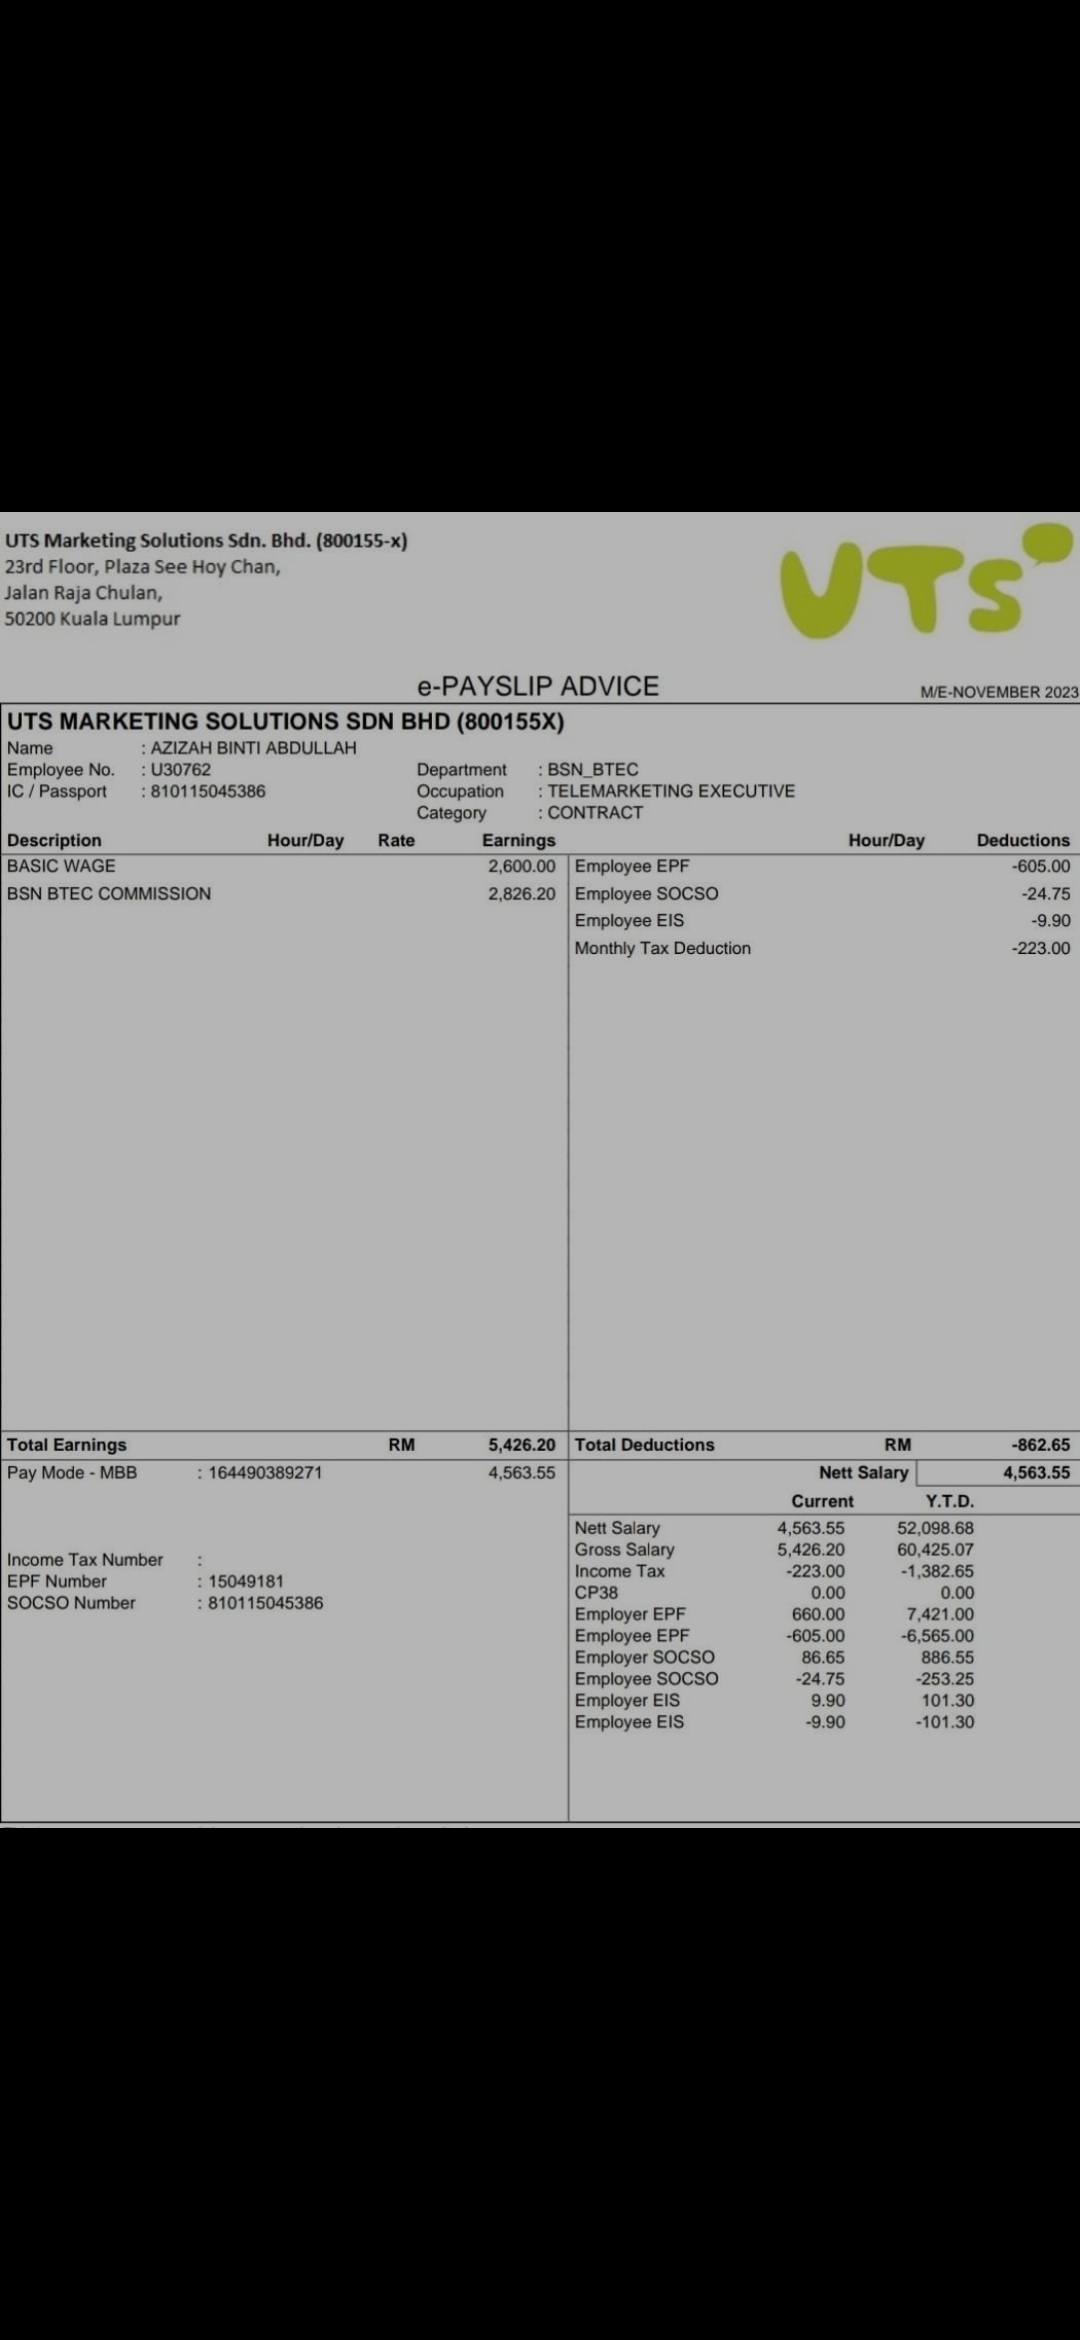 UTS Marketing Solutions Sdn. Bhd. (800155-x)
23rd Floor, Plaza See Hoy Chan,
Jalan Raja Chulan,
50200 Kuala Lumpur
UTS
e-PAYSLIP ADVICE
M/E-NOVEMBER 2023
UTS MARKETING SOLUTIONS SDN BHD (800155X)
Name : AZIZAH BINTI ABDULLAH
Employee No. : U30762 Department : BSN_BTEC
IC / Passport : 810115045386 Occupation : TELEMARKETING EXECUTIVE
Category : CONTRACT
Description Hour/Day Rate Earnings Hour/Day Deductions
BASIC WAGE 2,600.00 Employee EPF -605.00
BSN BTEC COMMISSION 2,826.20 Employee SOCSO -24.75
Employee EIS -9.90
Monthly Tax Deduction -223.00
Total Earnings RM 5,426.20 Total Deductions RM -862.65
Pay Mode - MBB : 164490389271 4,563.55 Nett Salary 4,563.55
Current Y.T.D.
Nett Salary 4,563.55 52,098.68
Gross Salary 5,426.20 60,425.07
Income Tax Number : Income Tax -223.00 -1,382.65
EPF Number : 15049181 CP38 0.00 0.00
SOCSO Number : 810115045386 Employer EPF 660.00 7,421.00
Employee EPF -605.00 -6,565.00
Employer SOCSO 86.65 886.55
Employee SOCSO -24.75 -253.25
Employer EIS 9.90 101.30
Employee EIS -9.90 -101.30